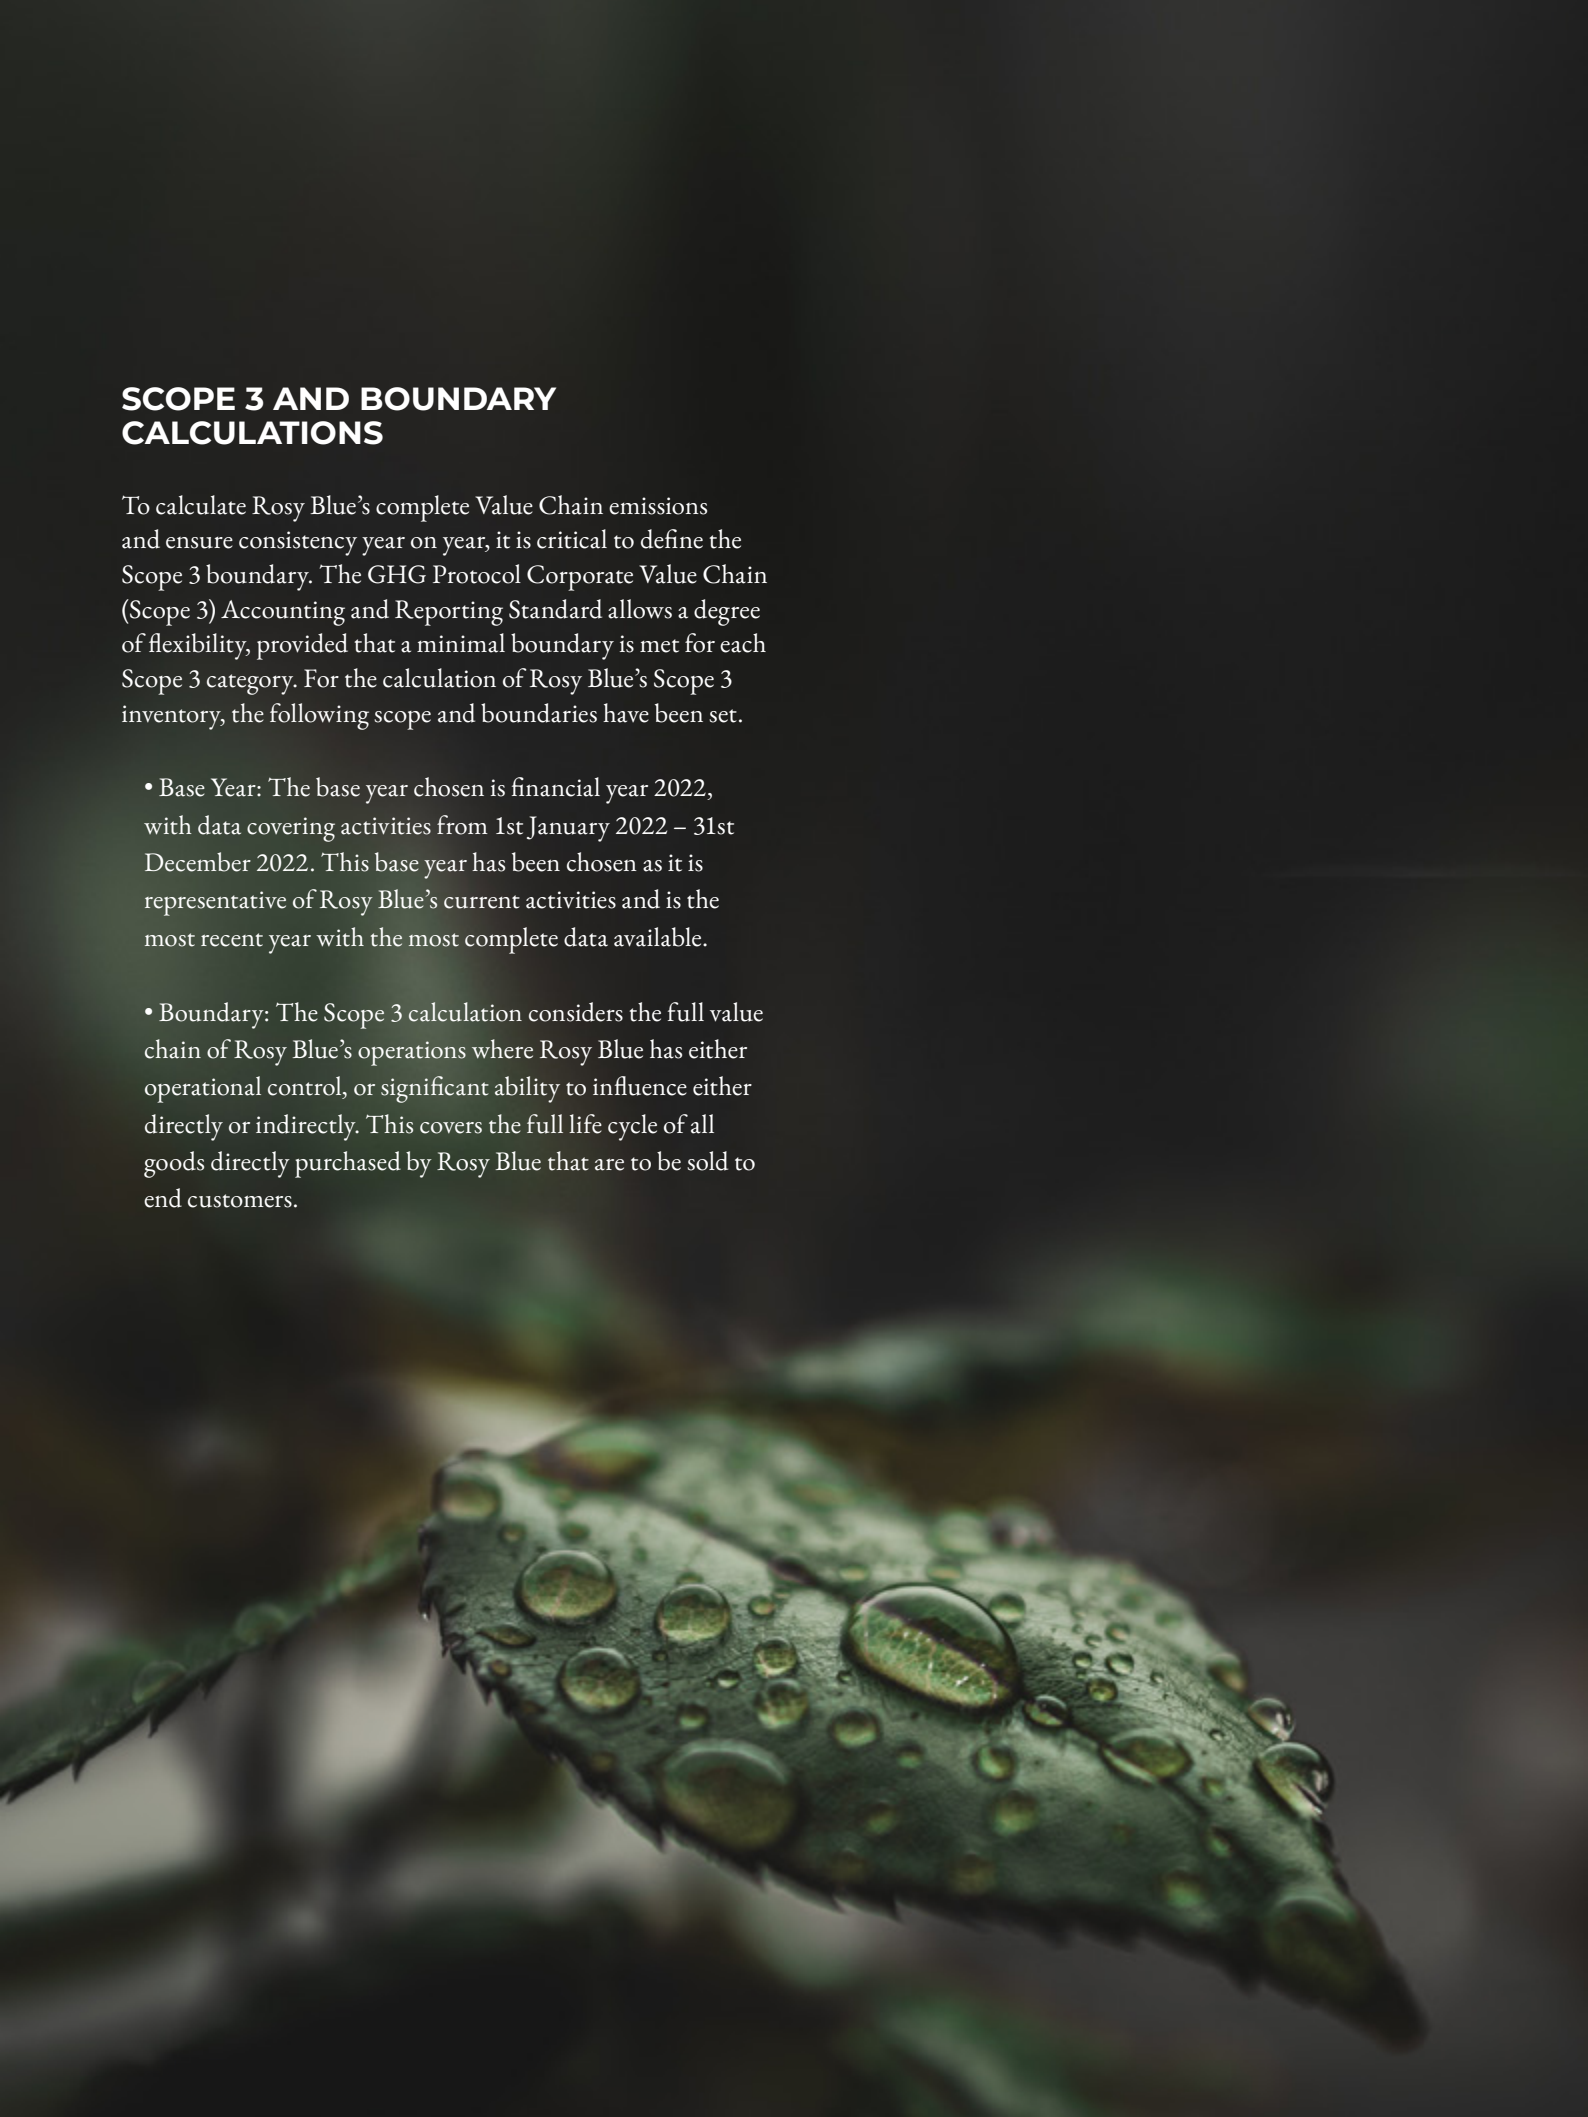 SCOPE 3 AND BOUNDARY
CALCULATIONS
To calculate Rosy Blue’s complete Value Chain emissions
and ensure consistency year on year, it is critical to define the
Scope 3 boundary. The GHG Protocol Corporate Value Chain
(Scope 3) Accounting and Reporting Standard allows a degree
of flexibility, provided that a minimal boundary is met for each
Scope 3 category. For the calculation of Rosy Blue’s Scope 3
inventory, the following scope and boundaries have been set.
• Base Year: The base year chosen is financial year 2022,
with data covering activities from 1st January 2022 – 31st
December 2022. This base year has been chosen as it is
representative of Rosy Blue’s current activities and is the
most recent year with the most complete data available.
• Boundary: The Scope 3 calculation considers the full value
chain of Rosy Blue’s operations where Rosy Blue has either
operational control, or significant ability to influence either
directly or indirectly. This covers the full life cycle of all
goods directly purchased by Rosy Blue that are to be sold to
end customers.